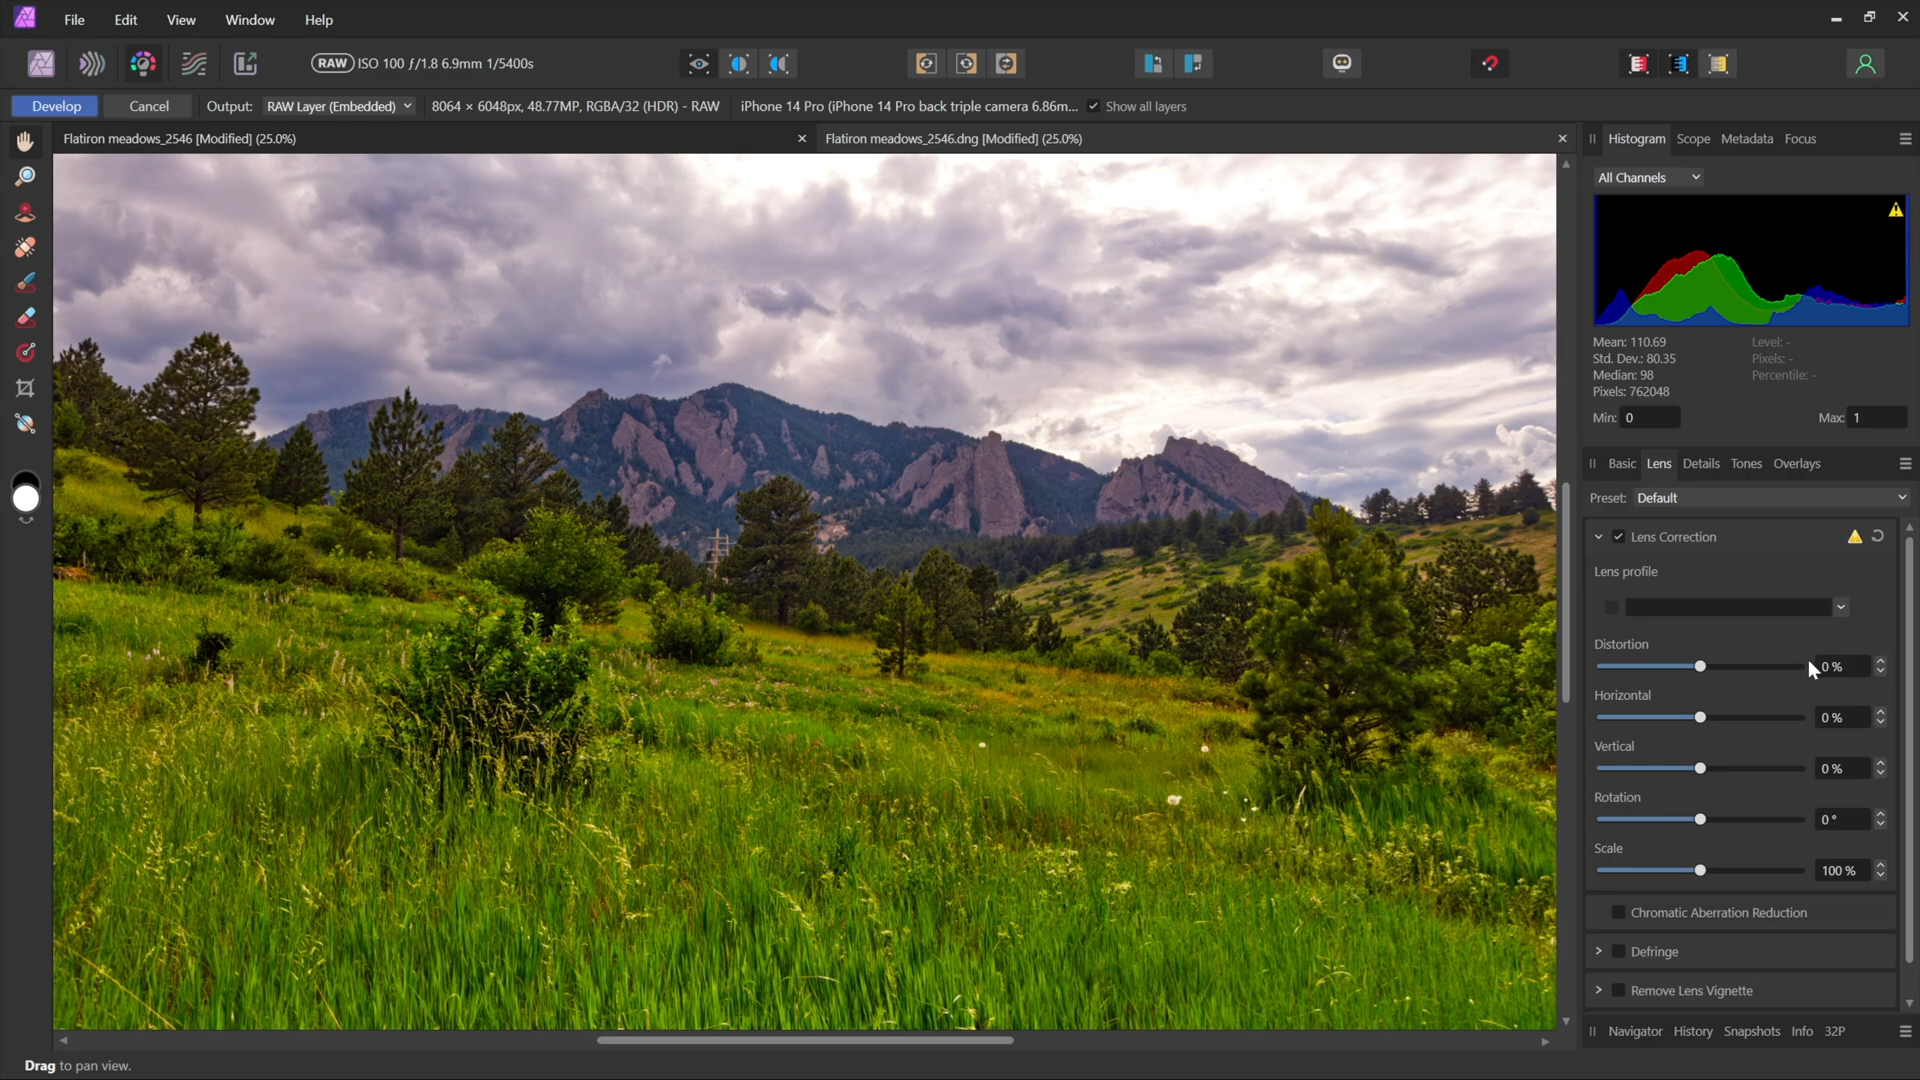 File Edit View Window Help
RAW ISO 100 ƒ/1.8 6.9mm 1/5400s
Develop Cancel Output: RAW Layer (Embedded) 8064 × 6048px, 48.77MP, RGBA/32 (HDR) - RAW iPhone 14 Pro (iPhone 14 Pro back triple camera 6.86m... Show all layers
Flatiron meadows_2546 [Modified] (25.0%)
Flatiron meadows_2546.dng [Modified] (25.0%)
Histogram Scope Metadata Focus
All Channels
Mean: 110.69
Std. Dev.: 80.35
Median: 98
Pixels: 762048
Level: -
Pixels: -
Percentile: -
Min: 0
Max: 1
Basic Lens Details Tones Overlays
Preset: Default
Lens Correction
Lens profile
Distortion
0 %
Horizontal
0 %
Vertical
0 %
Rotation
0 °
Scale
100 %
Chromatic Aberration Reduction
Defringe
Remove Lens Vignette
Navigator History Snapshots Info 32P
Drag to pan view.